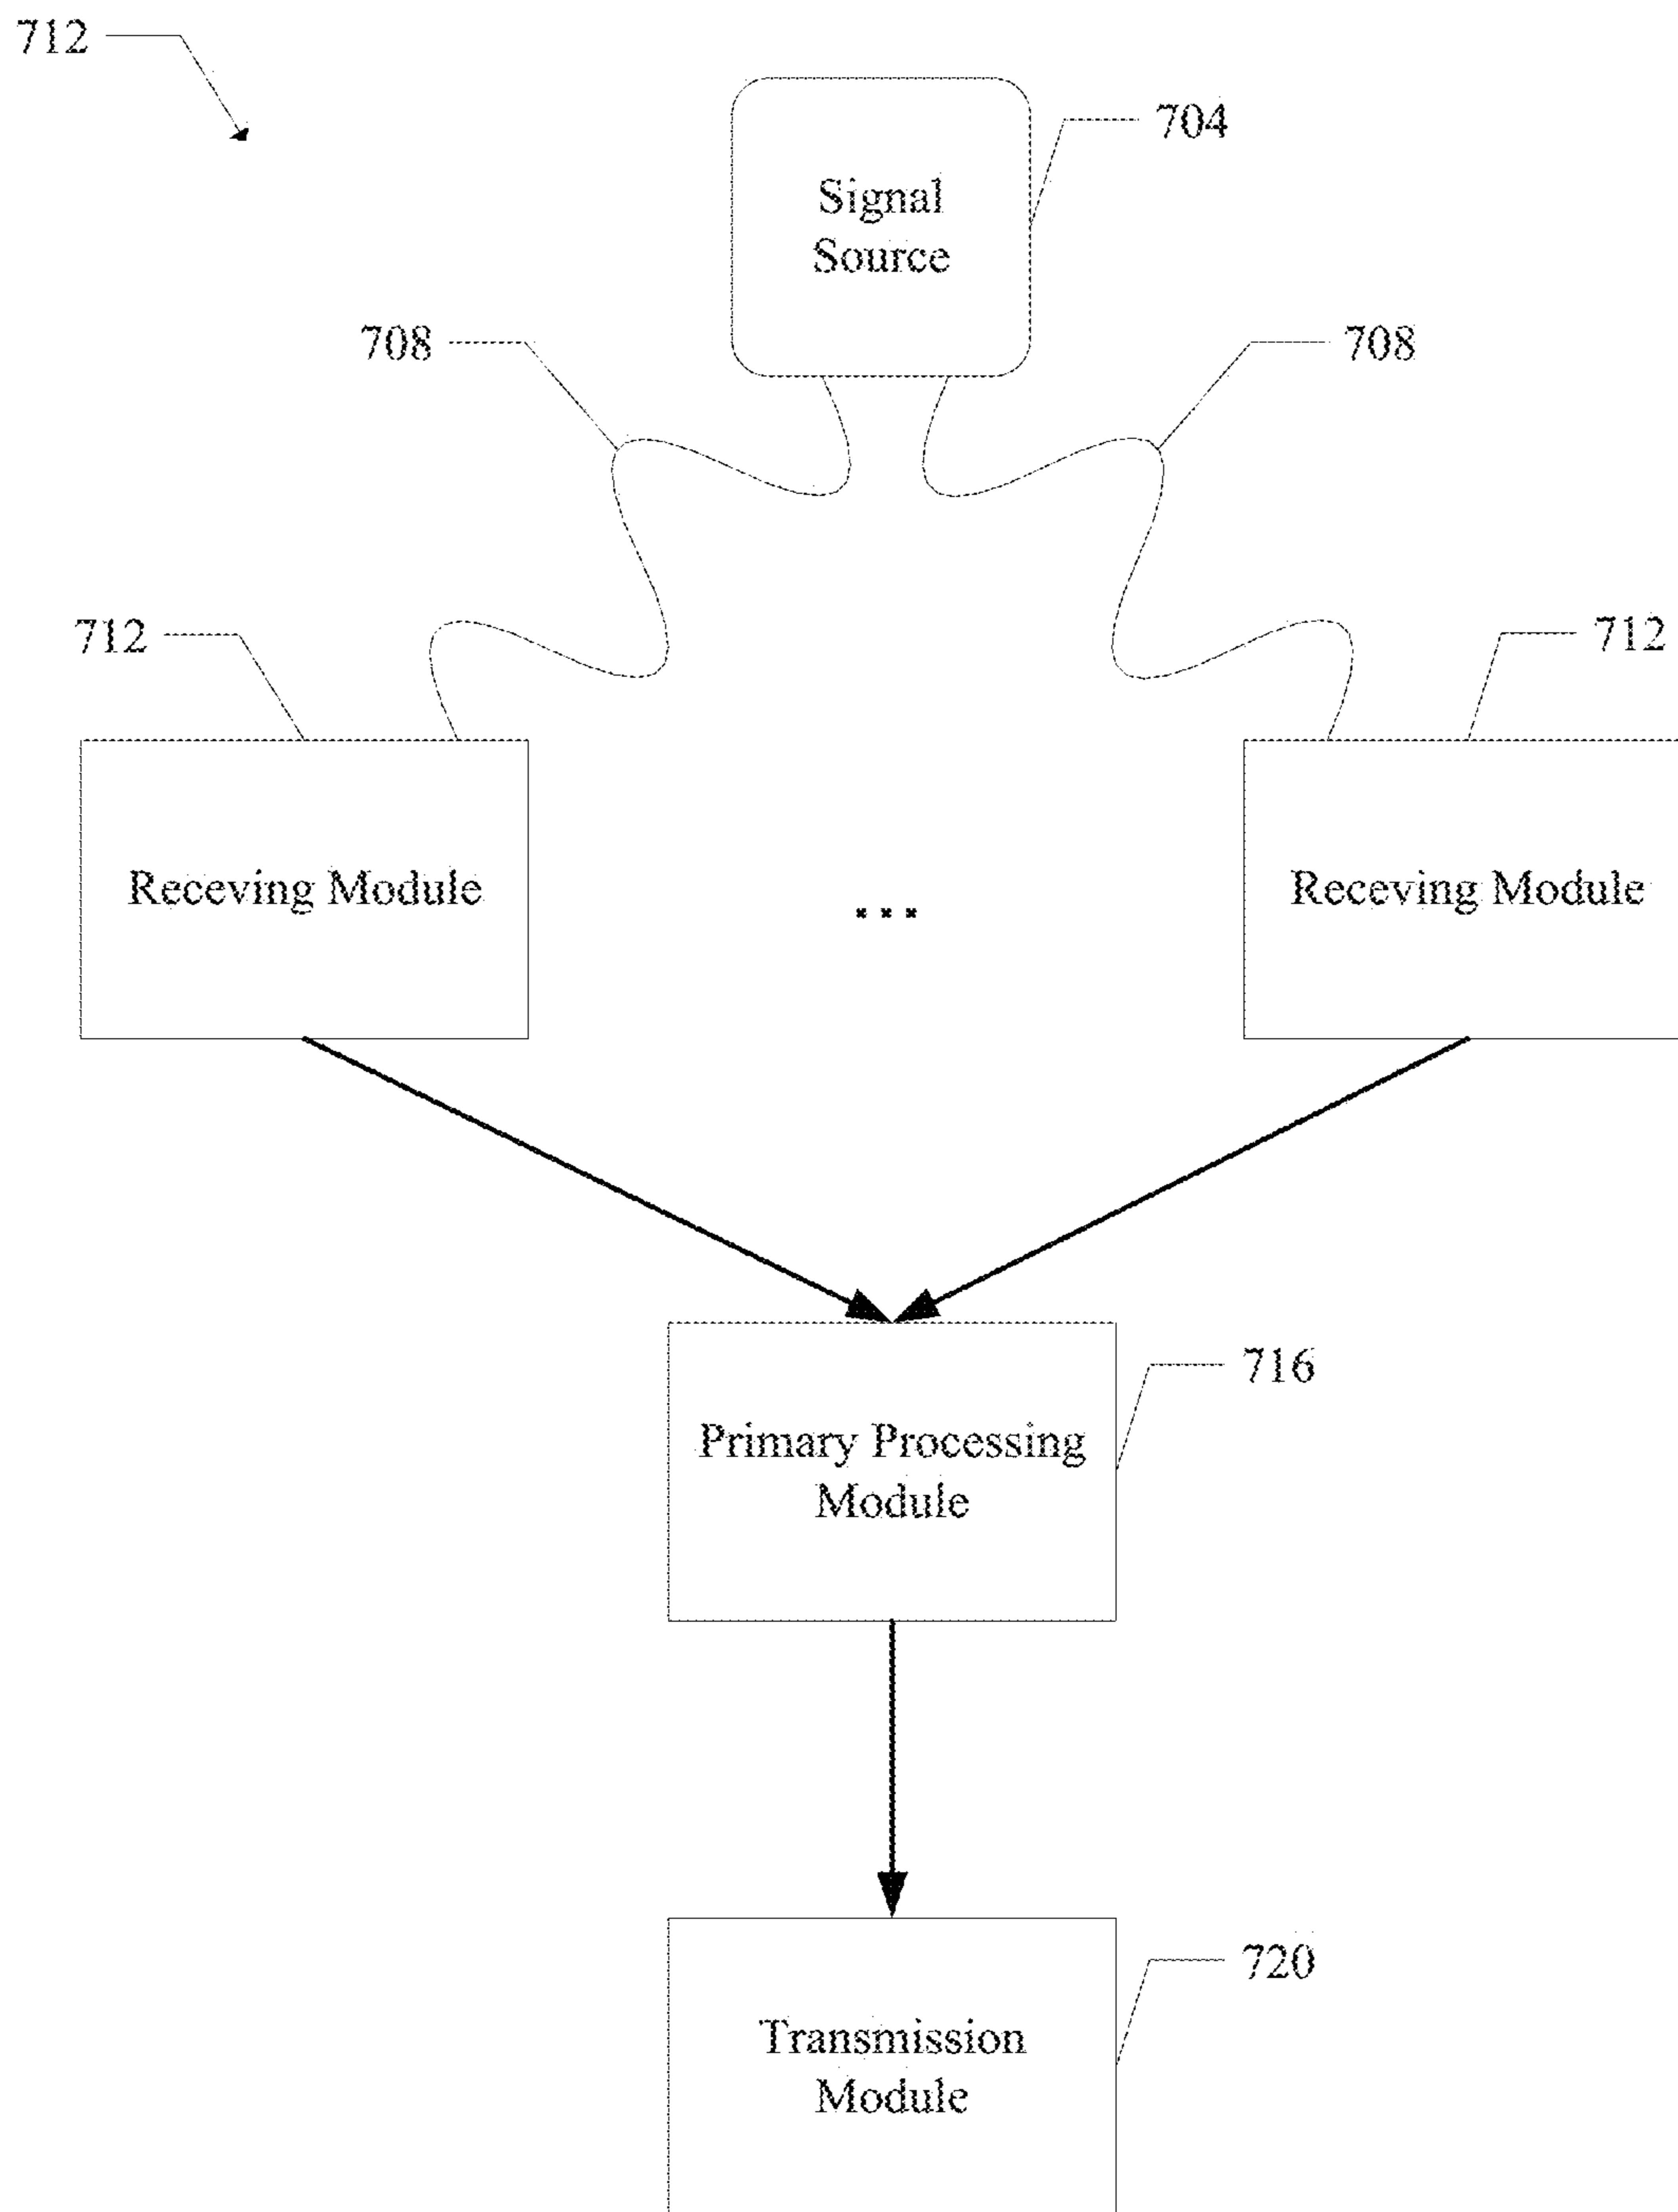 712
704
Signal
Source
708
708
712
712
Receving Module
...
Receving Module
716
Primary Processing
Module
720
Transmission
Module